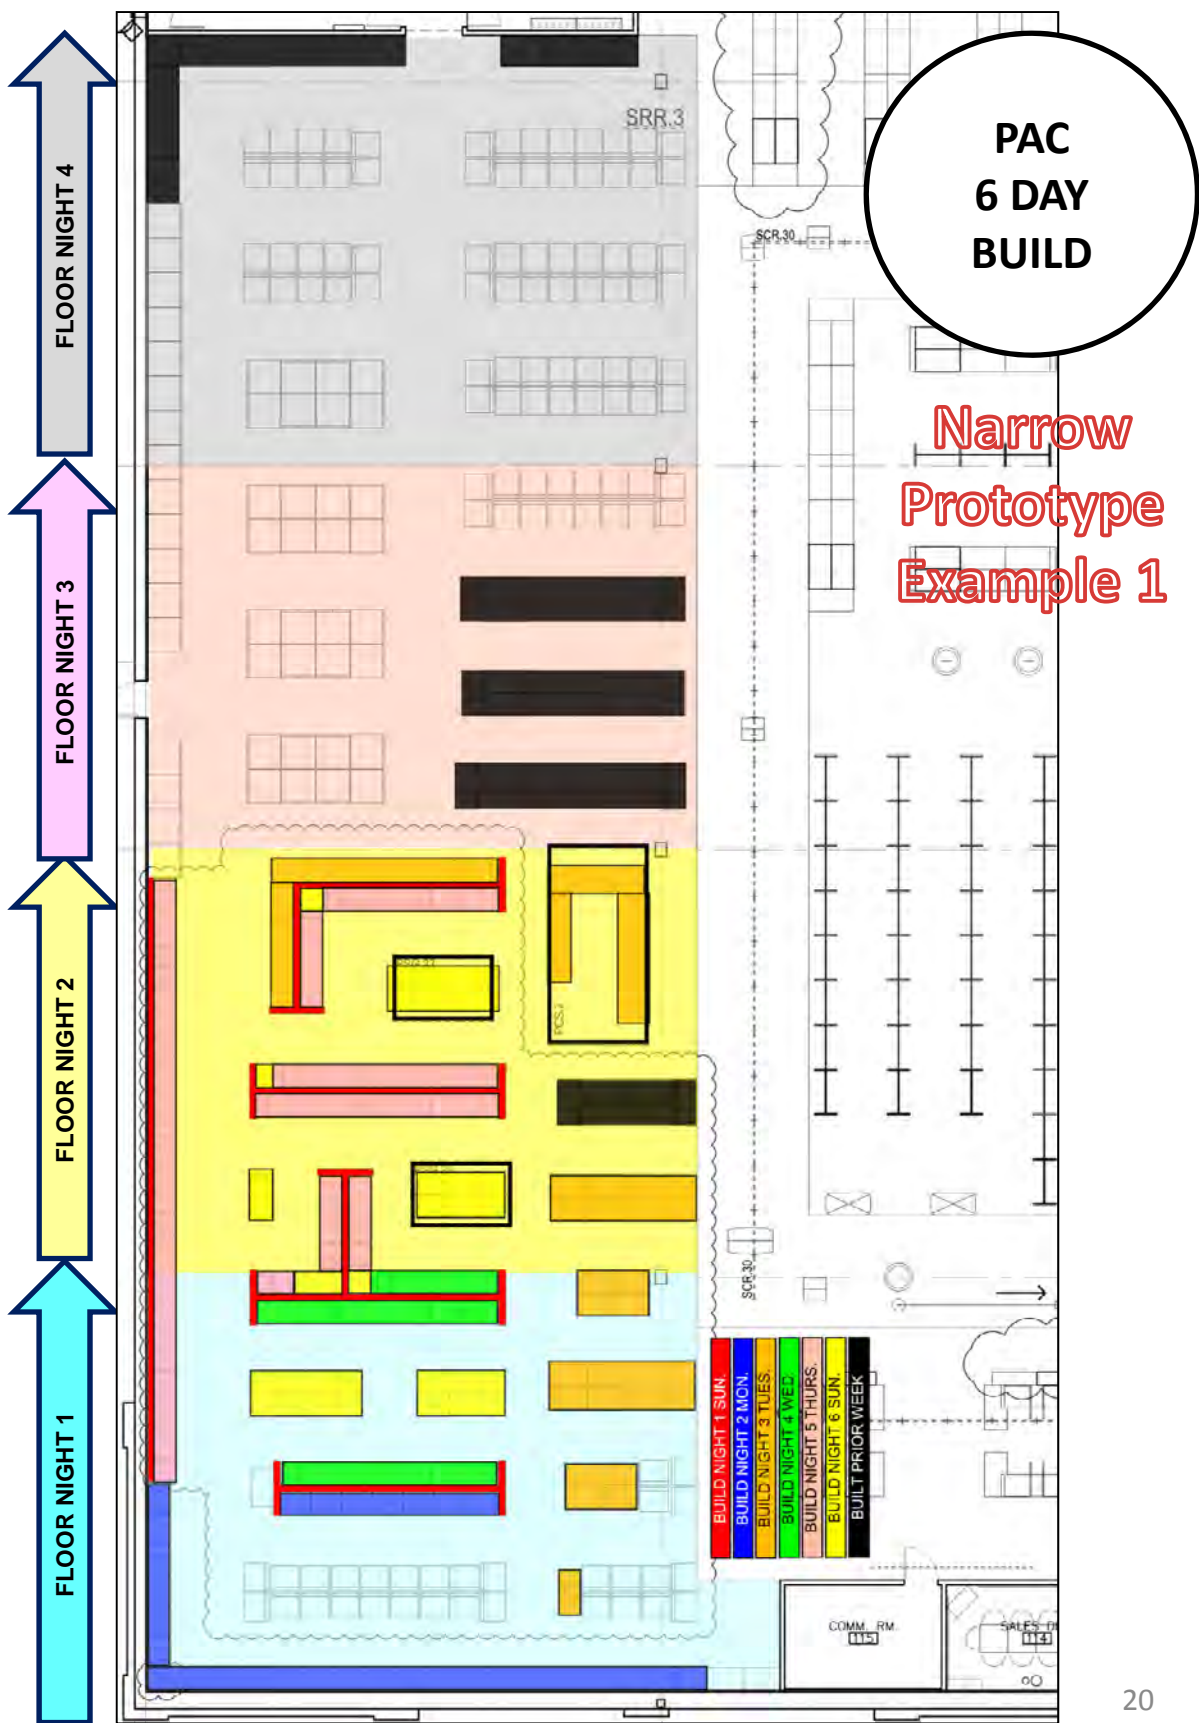 PAC
6 DAY
BUILD
SRR.3
SCR.30
Narrow
Prototype
Example 1
FLOOR NIGHT 4
FLOOR NIGHT 3
FLOOR NIGHT 2
FLOOR NIGHT 1
PCS.2
SCR.30
BUILD NIGHT 1 SUN.
BUILD NIGHT 2 MON.
BUILD NIGHT 3 TUES.
BUILD NIGHT 4 WED.
BUILD NIGHT 5 THURS.
BUILD NIGHT 6 SUN.
BUILT PRIOR WEEK
COMM. RM.
115
SALES
114
20